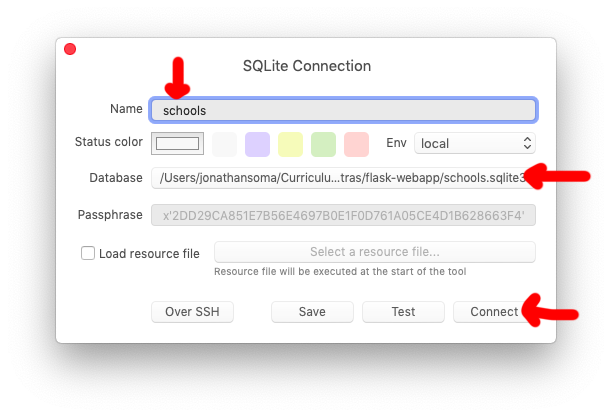 SQLite Connection
Name schools
Status color Env local
Database /Users/jonathansoma/Curriculu...tras/flask-webapp/schools.sqlite3
Passphrase x'2DD29CA851E7B56E4697B0E1F0D761A05CE4D1B628663F4'
Load resource file Select a resource file...
Resource file will be executed at the start of the tool
Over SSH Save Test Connect